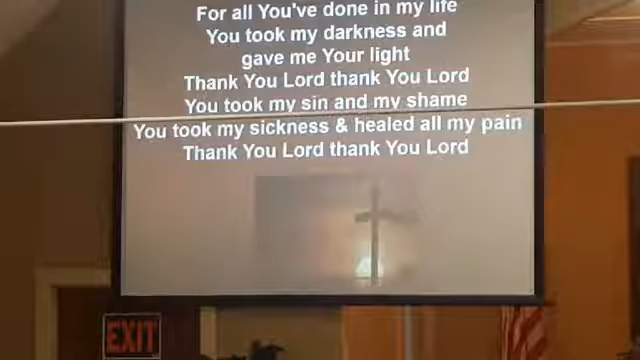 For all You've done in my life
You took my darkness and
gave me Your light
Thank You Lord thank You Lord
You took my sin and my shame
You took my sickness & healed all my pain
Thank You Lord thank You Lord
EXIT